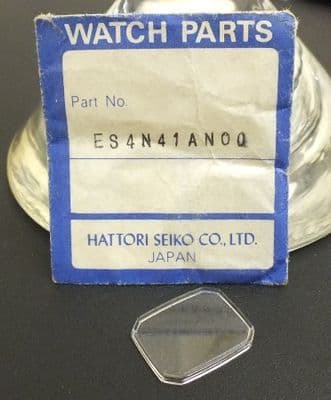 WATCH PARTS
Part No.
ES4N41AN00
HATTORI SEIKO CO., LTD.
JAPAN